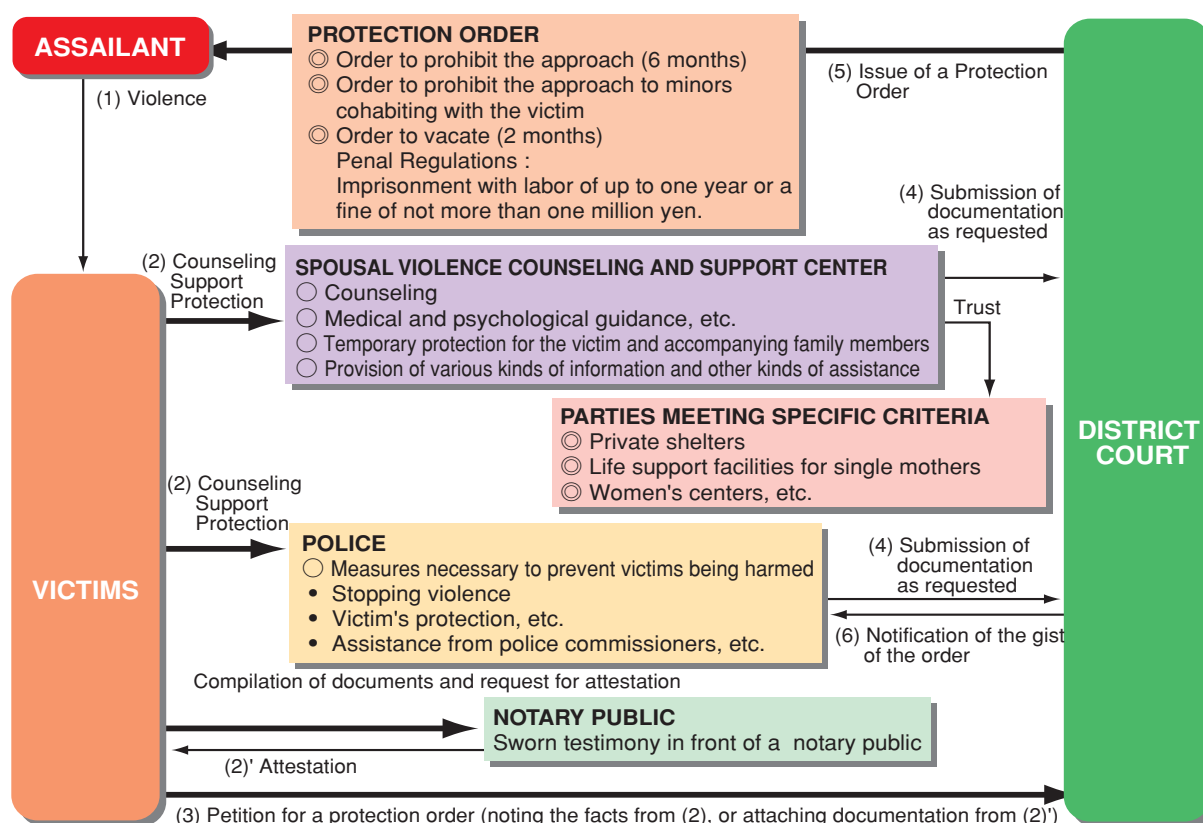 ASSAILANT
(1) Violence
PROTECTION ORDER
◎ Order to prohibit the approach (6 months)
◎ Order to prohibit the approach to minors
cohabiting with the victim
◎ Order to vacate (2 months)
Penal Regulations :
Imprisonment with labor of up to one year or a
fine of not more than one million yen.
(5) Issue of a Protection
Order
(4) Submission of
documentation
as requested
(2) Counseling
Support
Protection
SPOUSAL VIOLENCE COUNSELING AND SUPPORT CENTER
○ Counseling
○ Medical and psychological guidance, etc.
○ Temporary protection for the victim and accompanying family members
○ Provision of various kinds of information and other kinds of assistance
Trust
PARTIES MEETING SPECIFIC CRITERIA
◎ Private shelters
◎ Life support facilities for single mothers
◎ Women's centers, etc.
DISTRICT
COURT
(2) Counseling
Support
Protection
VICTIMS
POLICE
○ Measures necessary to prevent victims being harmed
• Stopping violence
• Victim's protection, etc.
• Assistance from police commissioners, etc.
(4) Submission of
documentation
as requested
(6) Notification of the gist
of the order
Compilation of documents and request for attestation
NOTARY PUBLIC
Sworn testimony in front of a notary public
(2)' Attestation
(3) Petition for a protection order (noting the facts from (2), or attaching documentation from (2)')